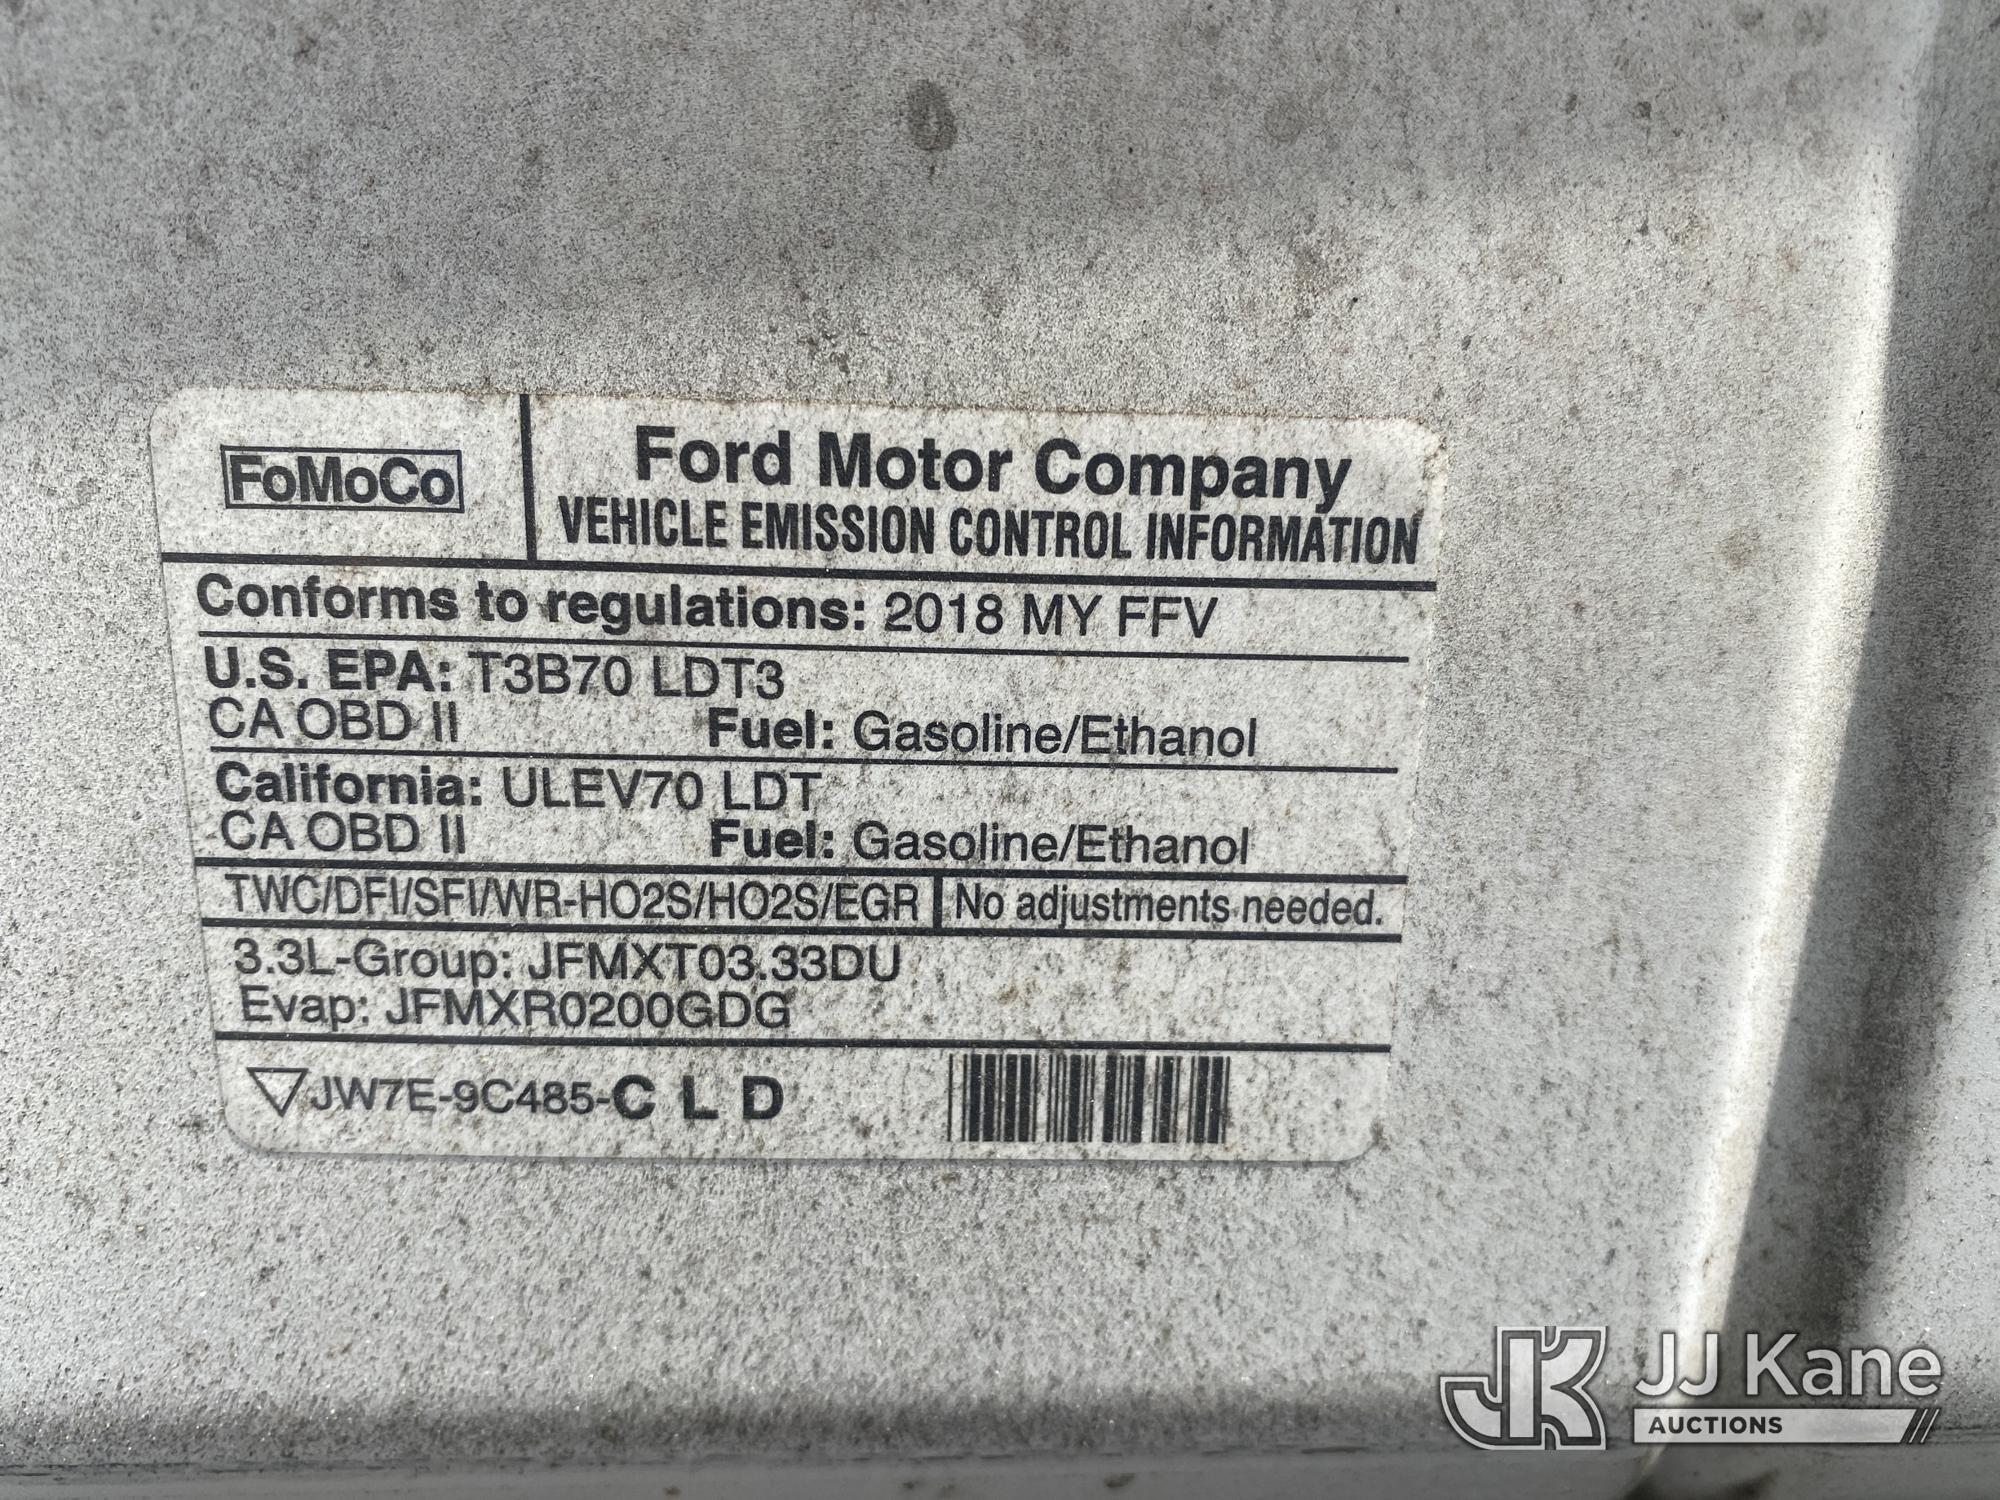 FoMoCo
Ford Motor Company
VEHICLE EMISSION CONTROL INFORMATION
Conforms to regulations: 2018 MY FFV
U.S. EPA: T3B70 LDT3
CA OBD II Fuel: Gasoline/Ethanol
California: ULEV70 LDT
CA OBD II Fuel: Gasoline/Ethanol
TWC/DFI/SFI/WR-HO2S/HO2S/EGR No adjustments needed.
3.3L-Group: JFMXT03.33DU
Evap: JFMXR0200GDG
JW7E-9C485-C L D
JK JJ Kane
AUCTIONS